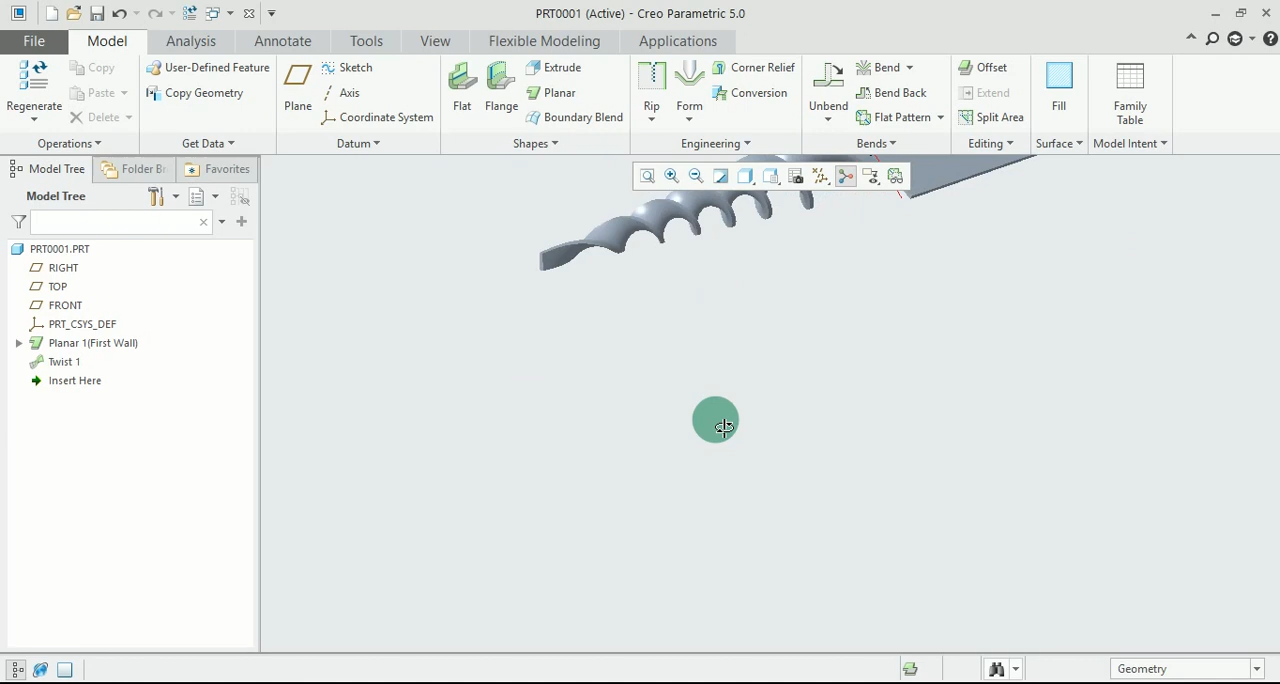 PRT0001 (Active) - Creo Parametric 5.0
File Model Analysis Annotate Tools View Flexible Modeling Applications
Regenerate
Copy
Paste
Delete
Operations
User-Defined Feature
Copy Geometry
Get Data
Plane
Sketch
Axis
Coordinate System
Datum
Flat
Flange
Extrude
Planar
Boundary Blend
Shapes
Rip
Form
Corner Relief
Conversion
Engineering
Unbend
Bend
Bend Back
Flat Pattern
Bends
Offset
Extend
Split Area
Editing
Fill
Surface
Family
Table
Model Intent
Model Tree Folder Br Favorites
Model Tree
PRT0001.PRT
RIGHT
TOP
FRONT
PRT_CSYS_DEF
Planar 1(First Wall)
Twist 1
Insert Here
Geometry